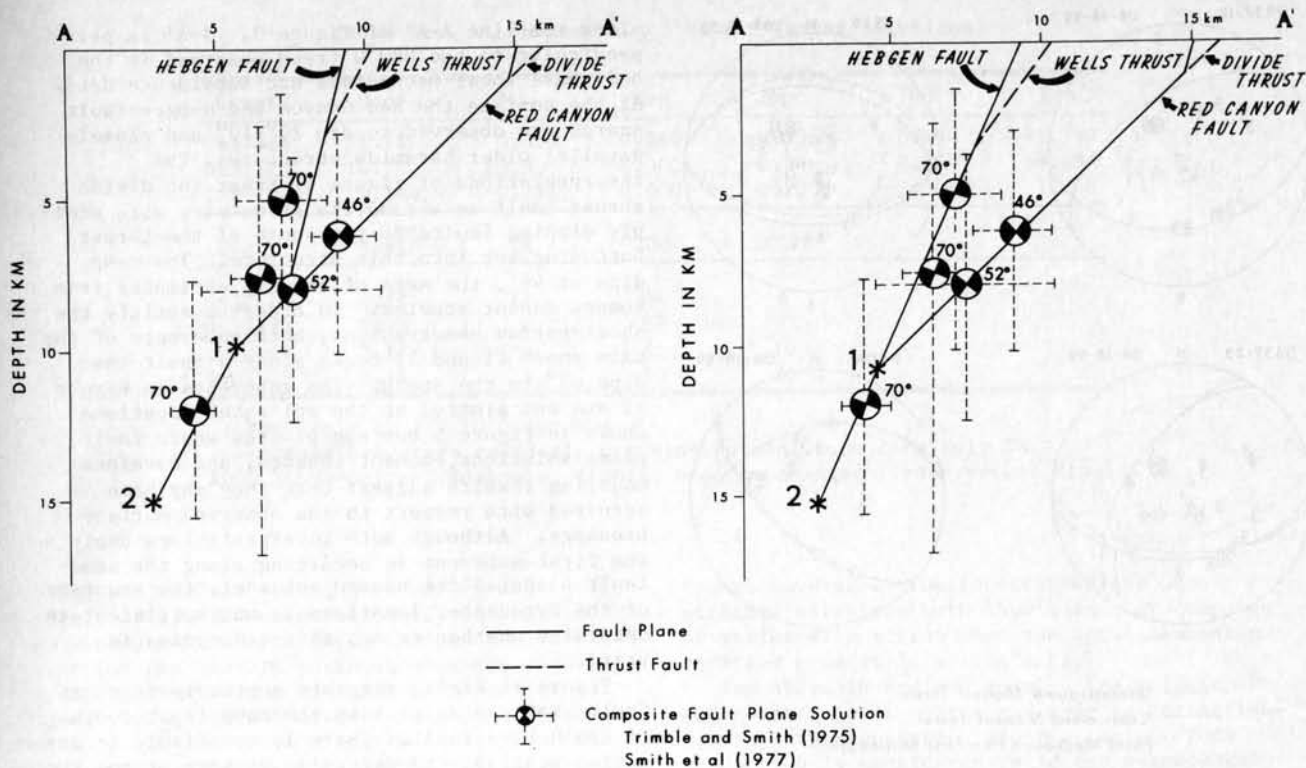 A 5 10 15 km A'
HEBGEN FAULT
WELLS THRUST
DIVIDE THRUST
RED CANYON FAULT
DEPTH IN KM
5
10
15
70°
46°
70°
52°
1
70°
2
A 5 10 15 km A'
HEBGEN FAULT
WELLS THRUST
DIVIDE THRUST
RED CANYON FAULT
DEPTH IN KM
5
10
15
70°
46°
70°
52°
1
70°
2
Fault Plane
Thrust Fault
Composite Fault Plane Solution
Trimble and Smith (1975)
Smith et al (1977)